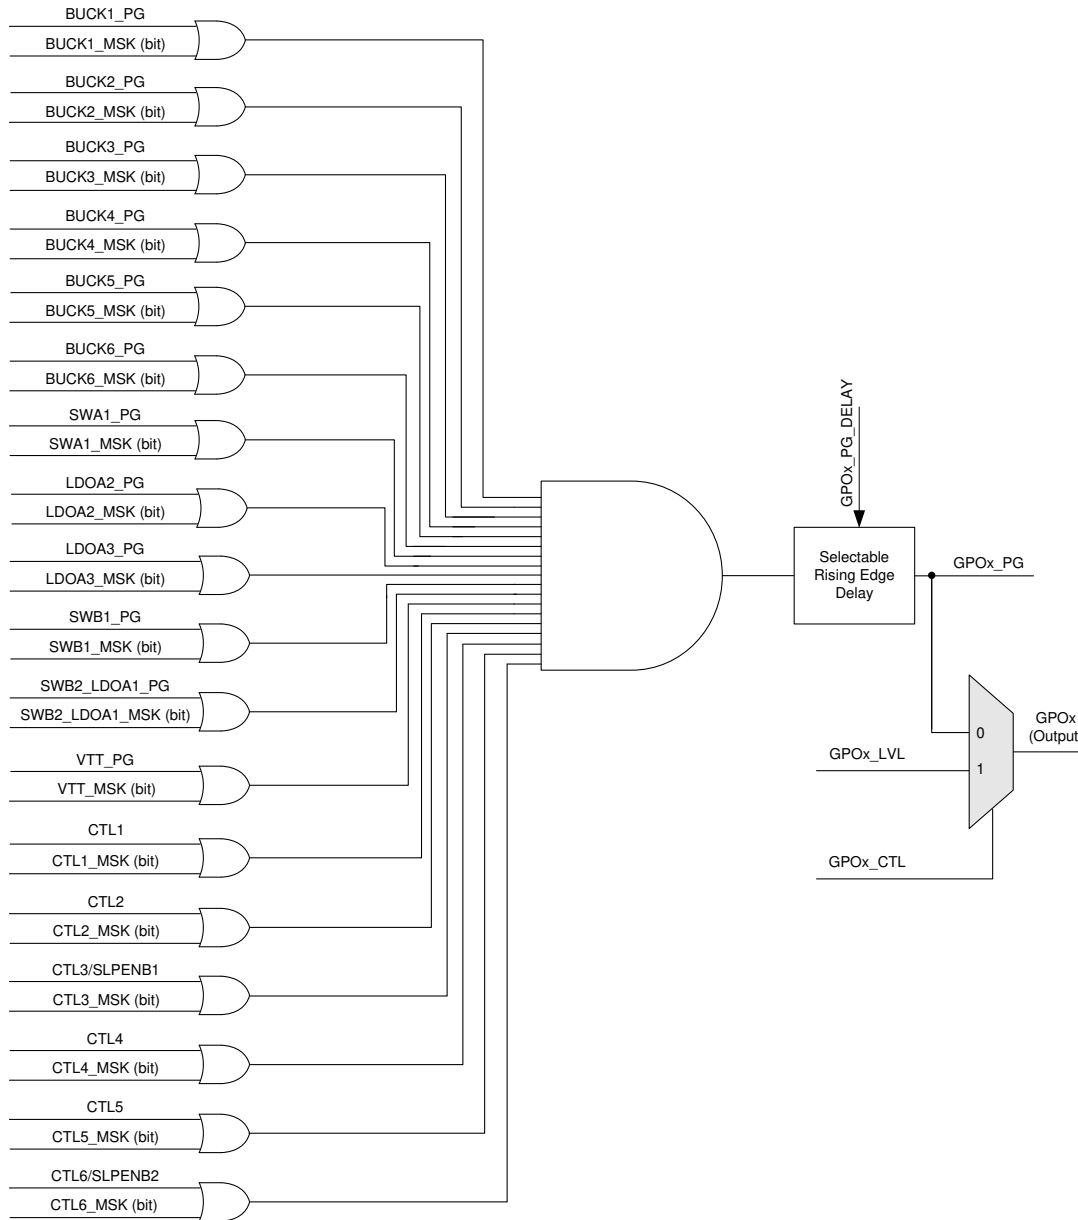 BUCK1_PG
BUCK1_MSK (bit)
BUCK2_PG
BUCK2_MSK (bit)
BUCK3_PG
BUCK3_MSK (bit)
BUCK4_PG
BUCK4_MSK (bit)
BUCK5_PG
BUCK5_MSK (bit)
BUCK6_PG
BUCK6_MSK (bit)
SWA1_PG
SWA1_MSK (bit)
LDOA2_PG
LDOA2_MSK (bit)
LDOA3_PG
LDOA3_MSK (bit)
SWB1_PG
SWB1_MSK (bit)
SWB2_LDOA1_PG
SWB2_LDOA1_MSK (bit)
VTT_PG
VTT_MSK (bit)
CTL1
CTL1_MSK (bit)
CTL2
CTL2_MSK (bit)
CTL3/SLPENB1
CTL3_MSK (bit)
CTL4
CTL4_MSK (bit)
CTL5
CTL5_MSK (bit)
CTL6/SLPENB2
CTL6_MSK (bit)
GPOx_PG_DELAY
Selectable
Rising Edge
Delay
GPOx_PG
0
1
GPOx_LVL
GPOx_CTL
GPOx
(Output